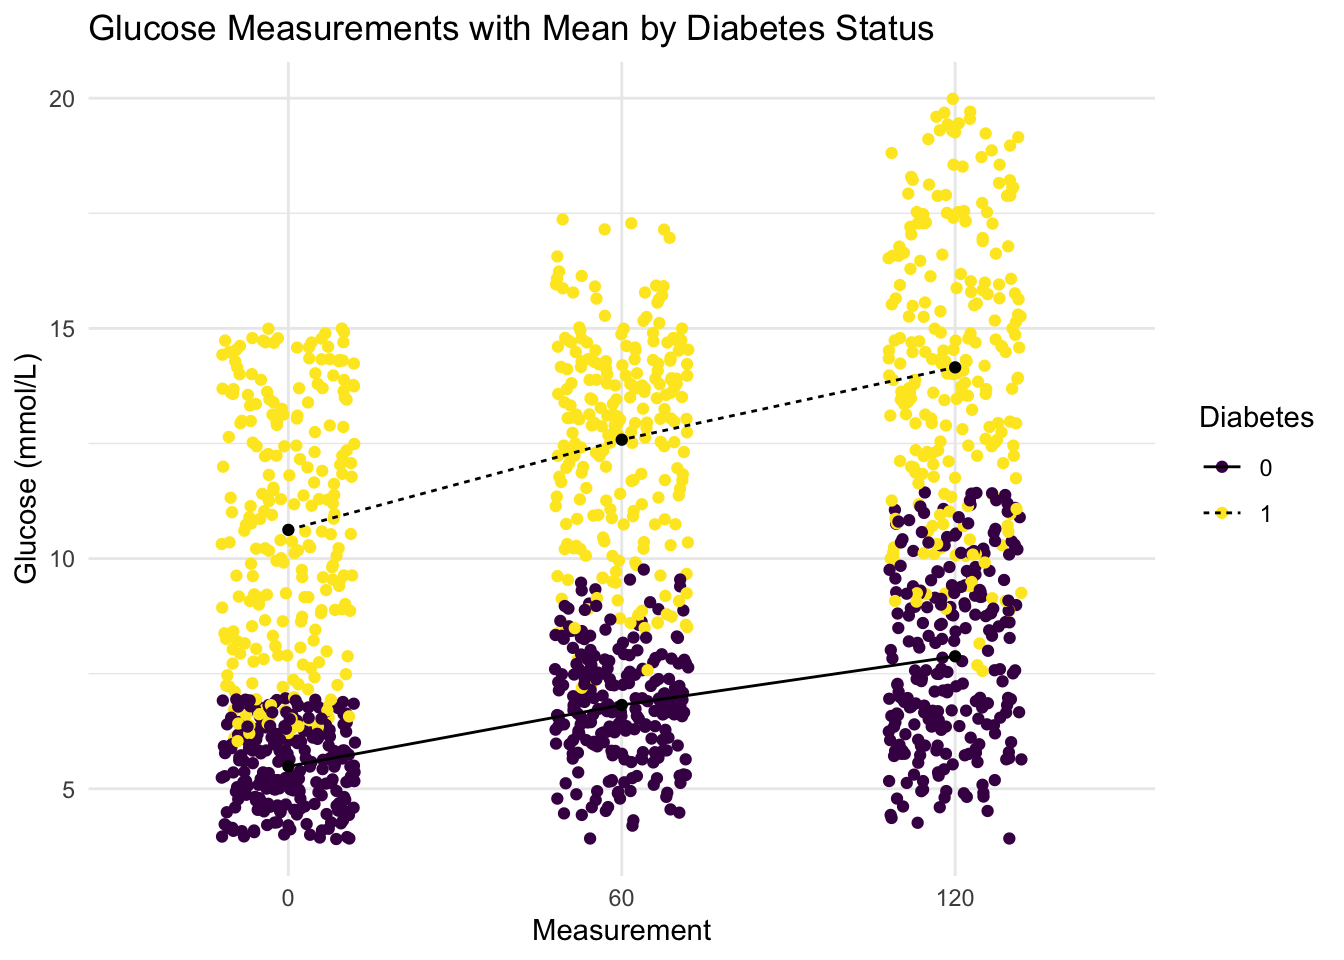 Glucose Measurements with Mean by Diabetes Status
Glucose (mmol/L)
20
15
10
5
0
60
120
Measurement
Diabetes
0
1